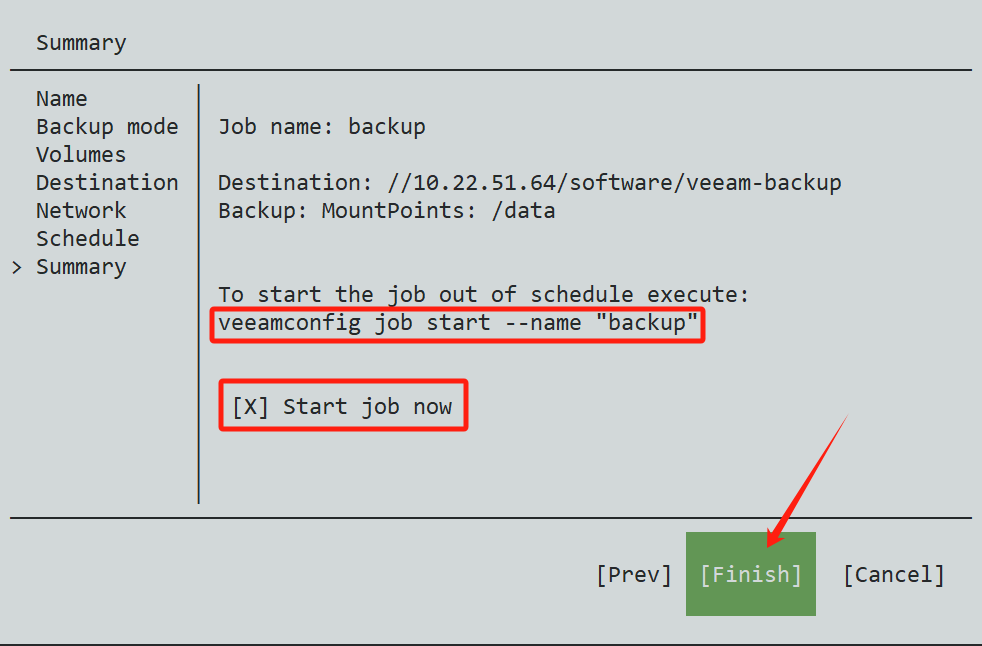 Summary
Name
Backup mode
Volumes
Destination
Network
Schedule
> Summary
Job name: backup
Destination: //10.22.51.64/software/veeam-backup
Backup: MountPoints: /data
To start the job out of schedule execute:
veeamconfig job start --name "backup"
[X] Start job now
[Prev] [Finish] [Cancel]